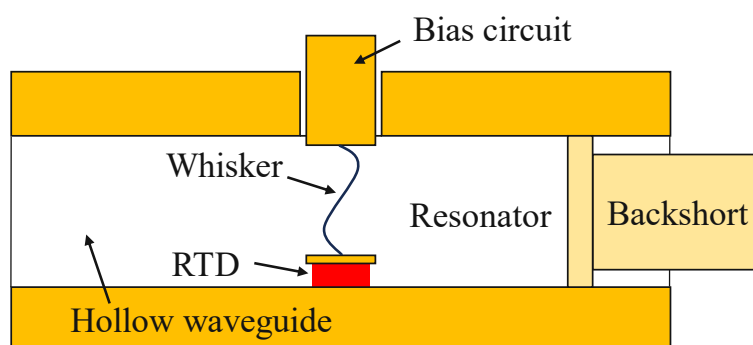 Bias circuit
Whisker
Resonator
Backshort
RTD
Hollow waveguide